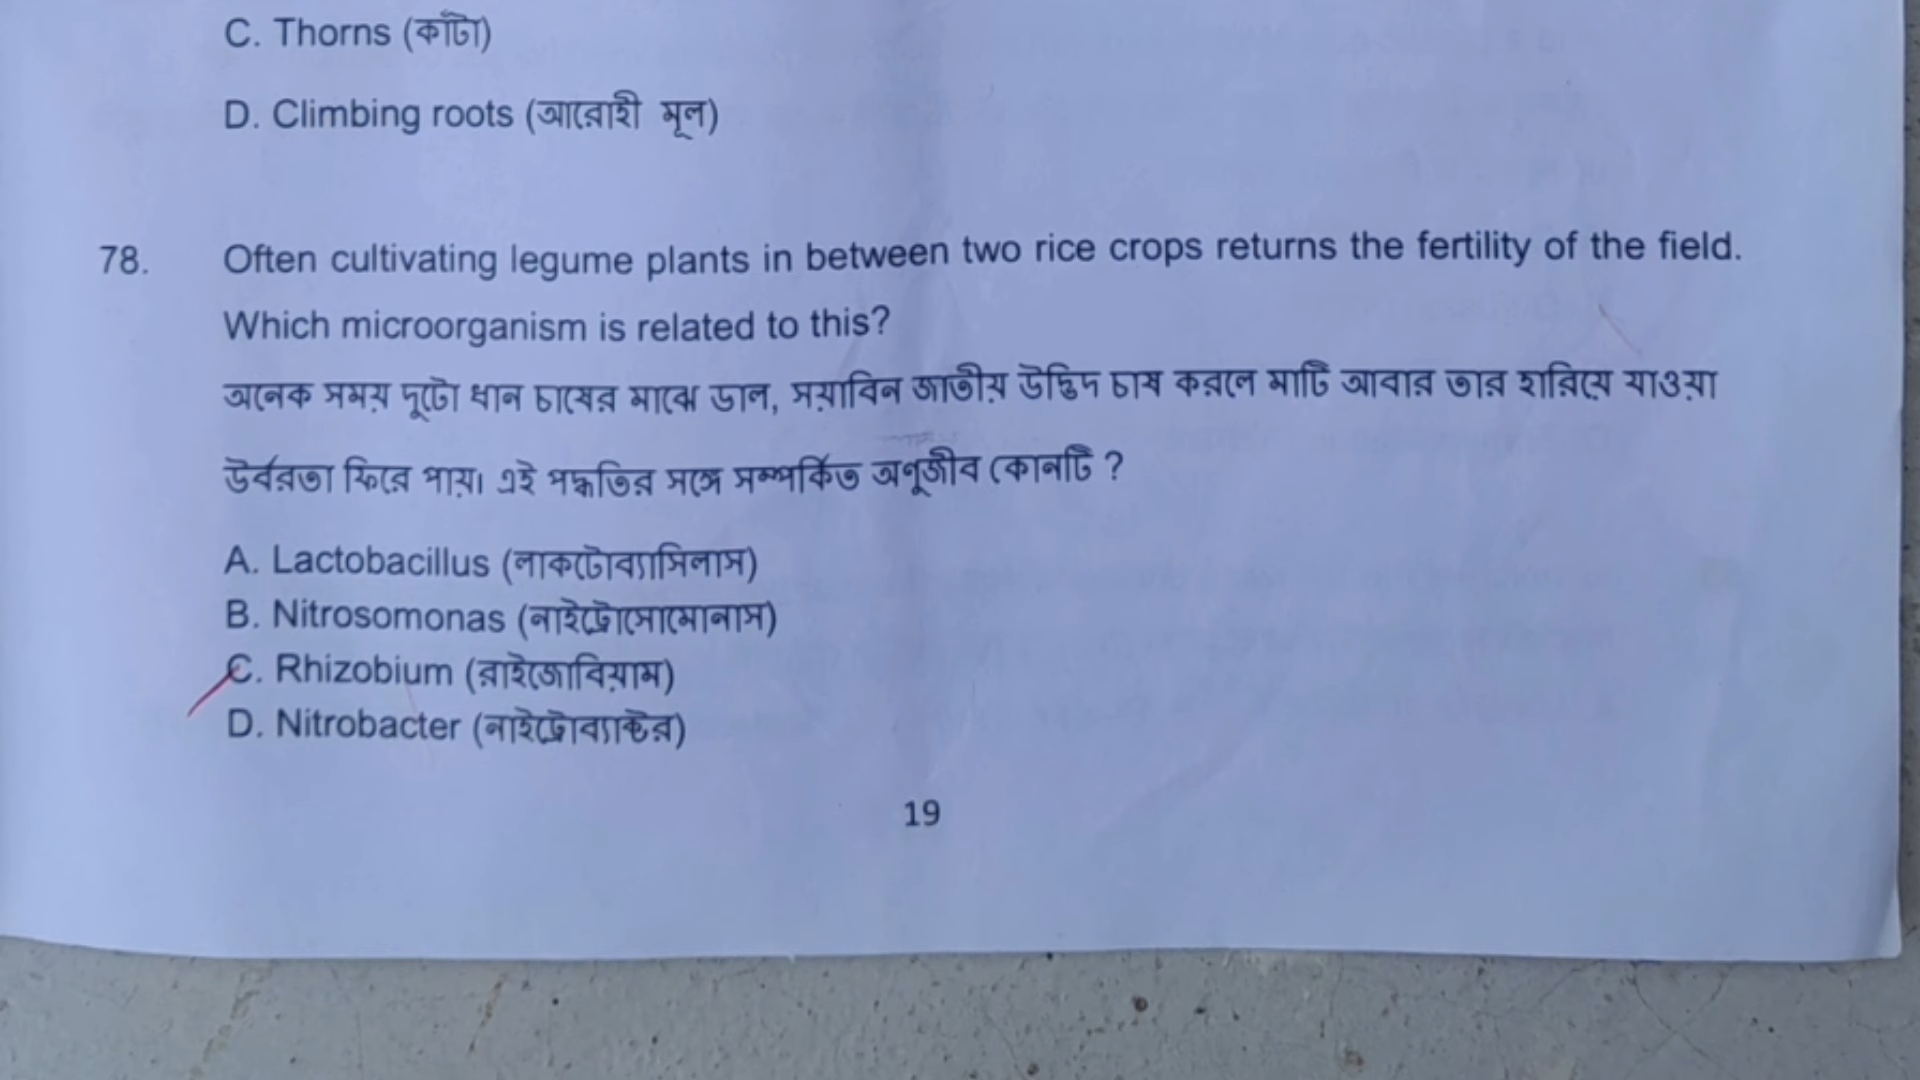 C. Thorns (কাঁটা)
D. Climbing roots (আরোহী মূল)
78. Often cultivating legume plants in between two rice crops returns the fertility of the field.
Which microorganism is related to this?
অনেক সময় দুটো ধান চাষের মাঝে ডাল, সয়াবিন জাতীয় উদ্ভিদ চাষ করলে মাটি আবার তার হারিয়ে যাওয়া
উর্বরতা ফিরে পায়। এই পদ্ধতির সঙ্গে সম্পর্কিত অণুজীব কোনটি ?
A. Lactobacillus (লাকটোব্যাসিলাস)
B. Nitrosomonas (নাইট্রোসোমোনাস)
C. Rhizobium (রাইজোবিয়াম)
D. Nitrobacter (নাইট্রোব্যাক্টের)
19